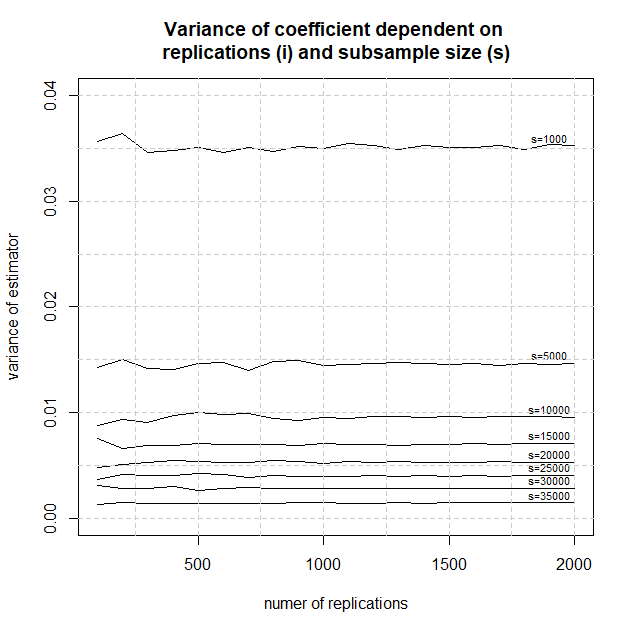 Variance of coefficient dependent on
replications (i) and subsample size (s)
variance of estimator
0.04
0.03
0.02
0.01
0.00
s=1000
s=5000
s=10000
s=15000
s=20000
s=25000
s=30000
s=35000
500
1000
1500
2000
numer of replications